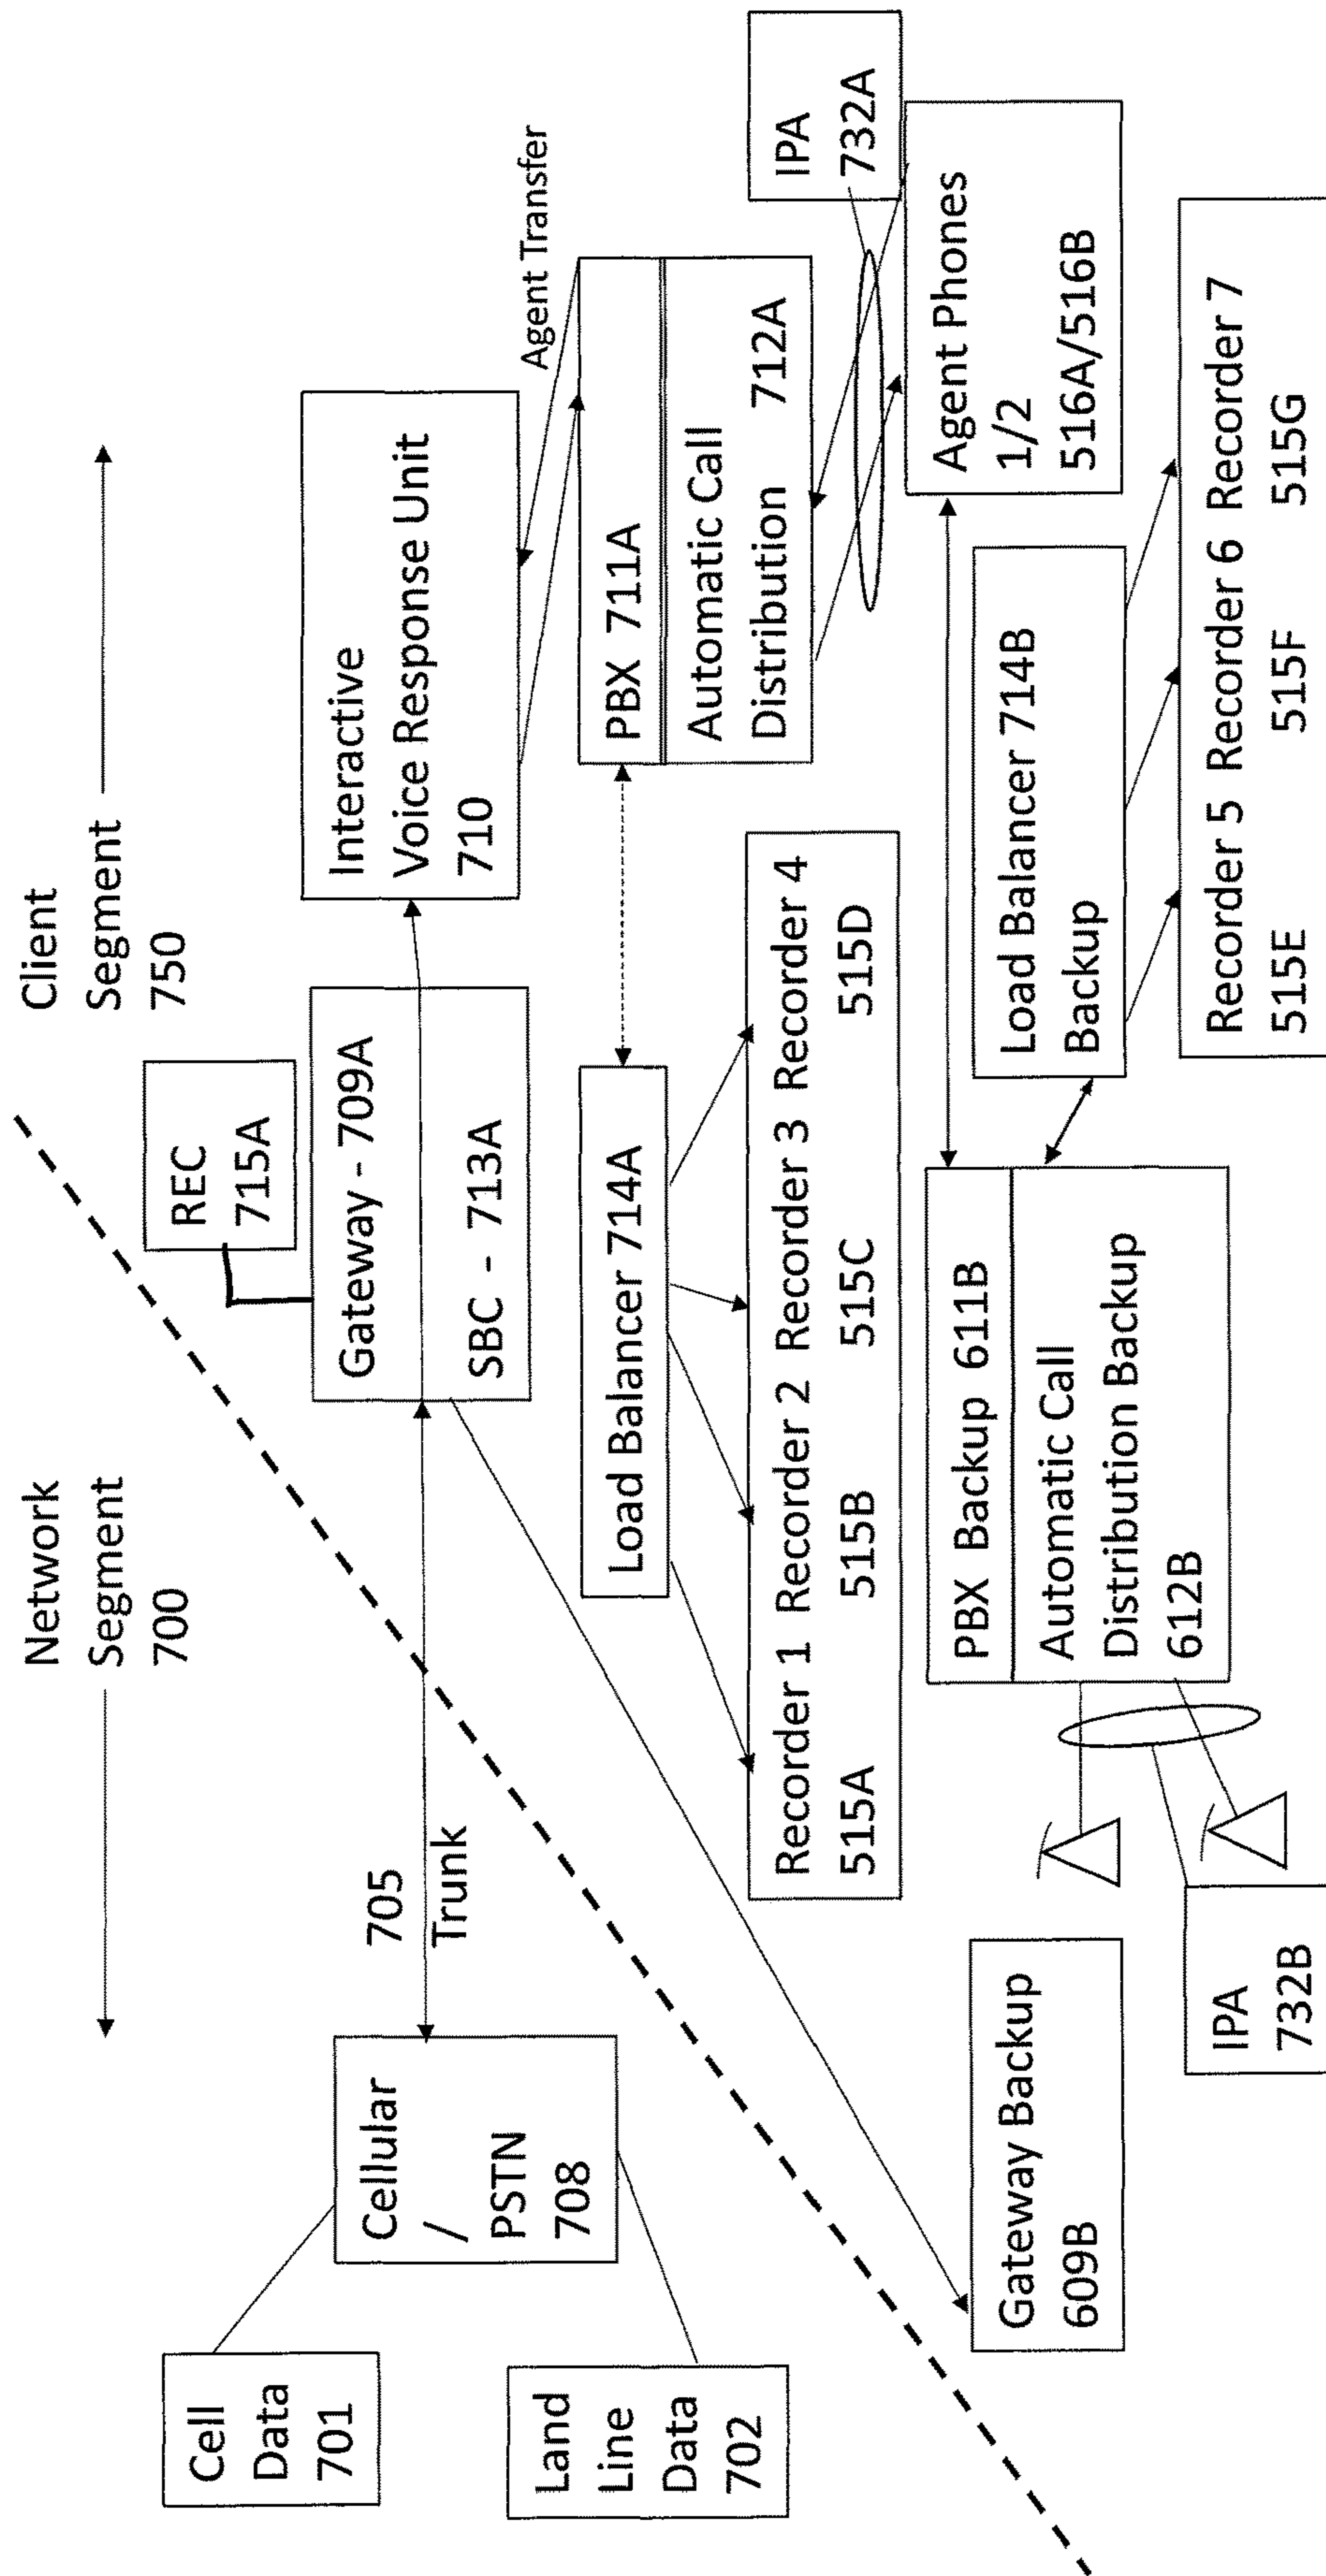 Network
Segment
700
Client
Segment
750
Cell
Data
701
Land
Line
Data
702
Cellular
/
PSTN
708
705
Trunk
REC
715A
Gateway - 709A
SBC - 713A
Interactive
Voice Response Unit
710
Agent Transfer
Load Balancer 714A
PBX 711A
Automatic Call
Distribution 712A
Recorder 1 Recorder 2 Recorder 3 Recorder 4
515A 515B 515C 515D
IPA
732A
Agent Phones
1/2
516A/516B
Gateway Backup
609B
PBX Backup 611B
Automatic Call
Distribution Backup
612B
Load Balancer 714B
Backup
IPA
732B
Recorder 5 Recorder 6 Recorder 7
515E 515F 515G